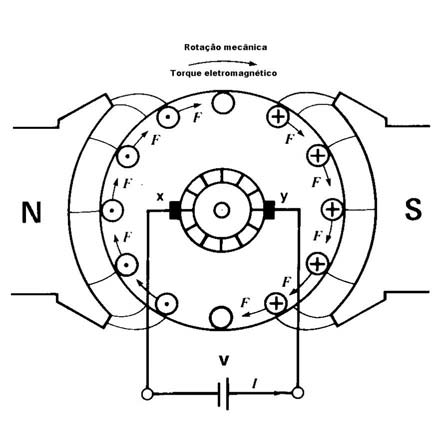 Rotação mecânica
Torque eletromagnético
F F
F F
x y
F F
N S
F F
F F
V
I